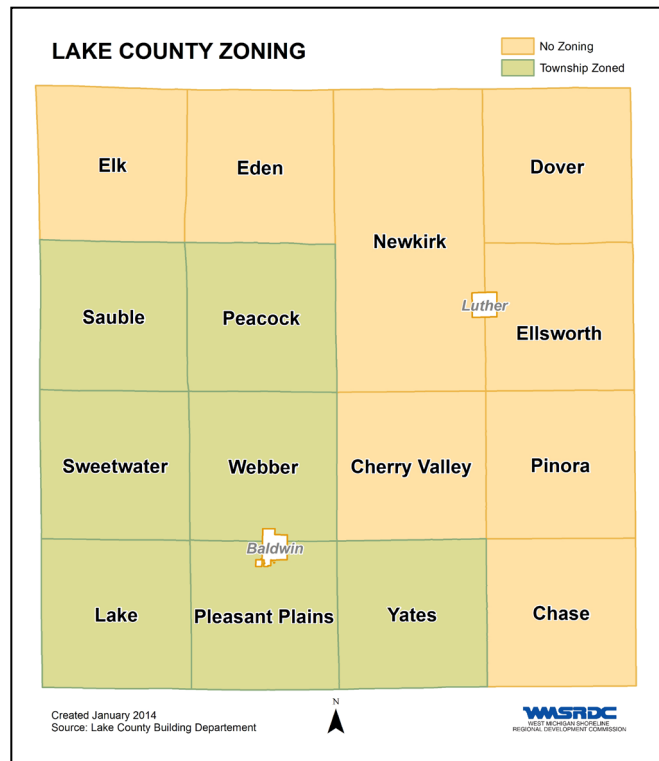 LAKE COUNTY ZONING
No Zoning
Township Zoned
Elk
Eden
Dover
Newkirk
Sauble
Peacock
Luther
Ellsworth
Sweetwater
Webber
Cherry Valley
Pinora
Baldwin
Lake
Pleasant Plains
Yates
Chase
Created January 2014
Source: Lake County Building Departement
N
WMSRDC
WEST MICHIGAN SHORELINE
REGIONAL DEVELOPMENT COMMISSION